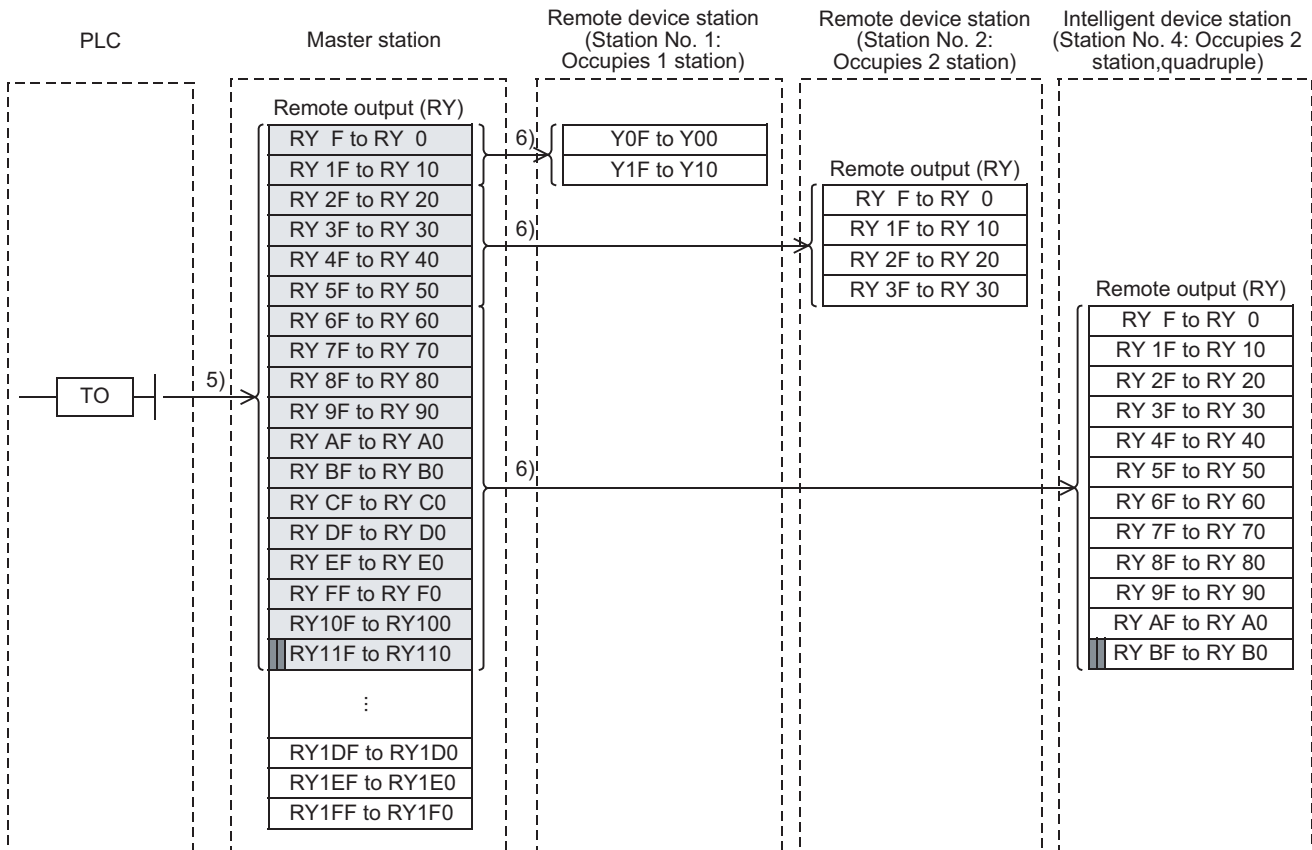 PLC
Master station
Remote device station
(Station No. 1:
Occupies 1 station)
Remote device station
(Station No. 2:
Occupies 2 station)
Intelligent device station
(Station No. 4: Occupies 2
station,quadruple)
TO
5)
Remote output (RY)
RY F to RY 0
RY 1F to RY 10
RY 2F to RY 20
RY 3F to RY 30
RY 4F to RY 40
RY 5F to RY 50
RY 6F to RY 60
RY 7F to RY 70
RY 8F to RY 80
RY 9F to RY 90
RY AF to RY A0
RY BF to RY B0
RY CF to RY C0
RY DF to RY D0
RY EF to RY E0
RY FF to RY F0
RY10F to RY100
RY11F to RY110
...
RY1DF to RY1D0
RY1EF to RY1E0
RY1FF to RY1F0
6)
Y0F to Y00
Y1F to Y10
6)
Remote output (RY)
RY F to RY 0
RY 1F to RY 10
RY 2F to RY 20
RY 3F to RY 30
6)
Remote output (RY)
RY F to RY 0
RY 1F to RY 10
RY 2F to RY 20
RY 3F to RY 30
RY 4F to RY 40
RY 5F to RY 50
RY 6F to RY 60
RY 7F to RY 70
RY 8F to RY 80
RY 9F to RY 90
RY AF to RY A0
RY BF to RY B0